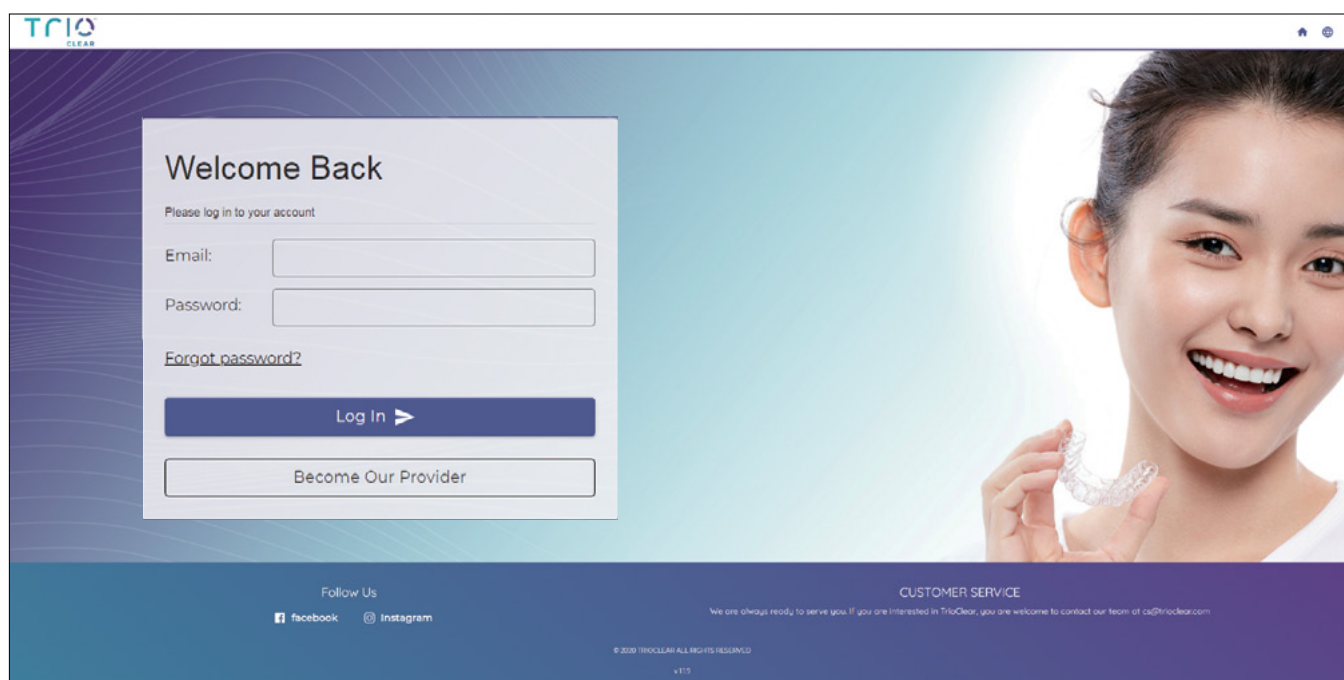 TrIO
CLEAR
Welcome Back
Please log in to your account
Email:
Password:
Forgot password?
Log In
Become Our Provider
Follow Us
facebook Instagram
CUSTOMER SERVICE
We are always ready to serve you. If you are interested in TrioClear, you are welcome to contact our team at cs@trioclear.com
© 2020 TRIOCLEAR ALL RIGHTS RESERVED